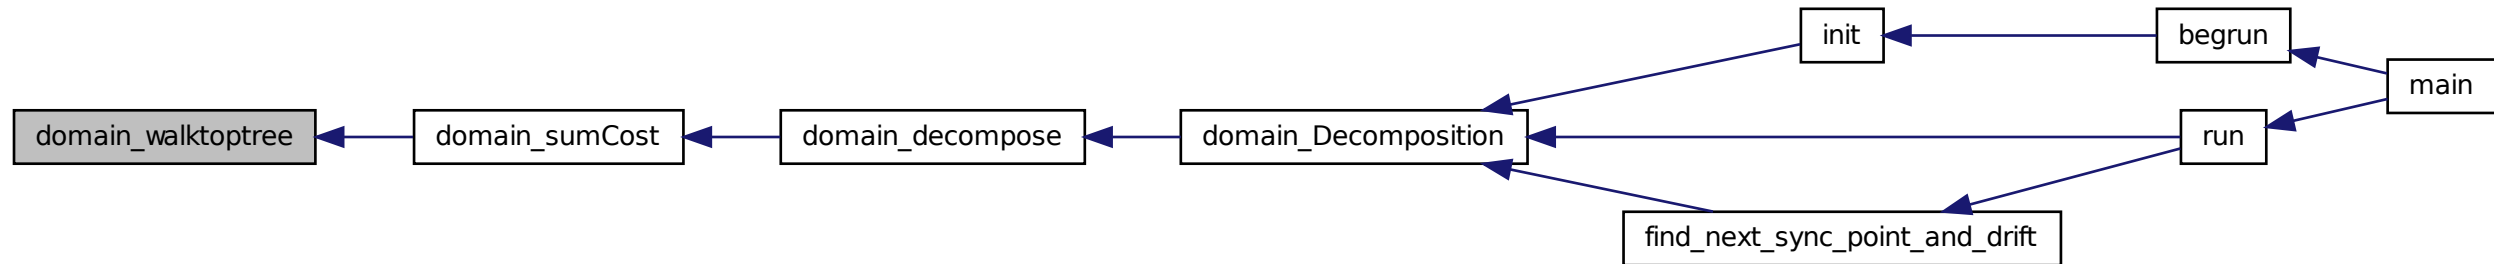 domain_walktoptree
domain_sumCost
domain_decompose
domain_Decomposition
init
begrun
main
run
find_next_sync_point_and_drift